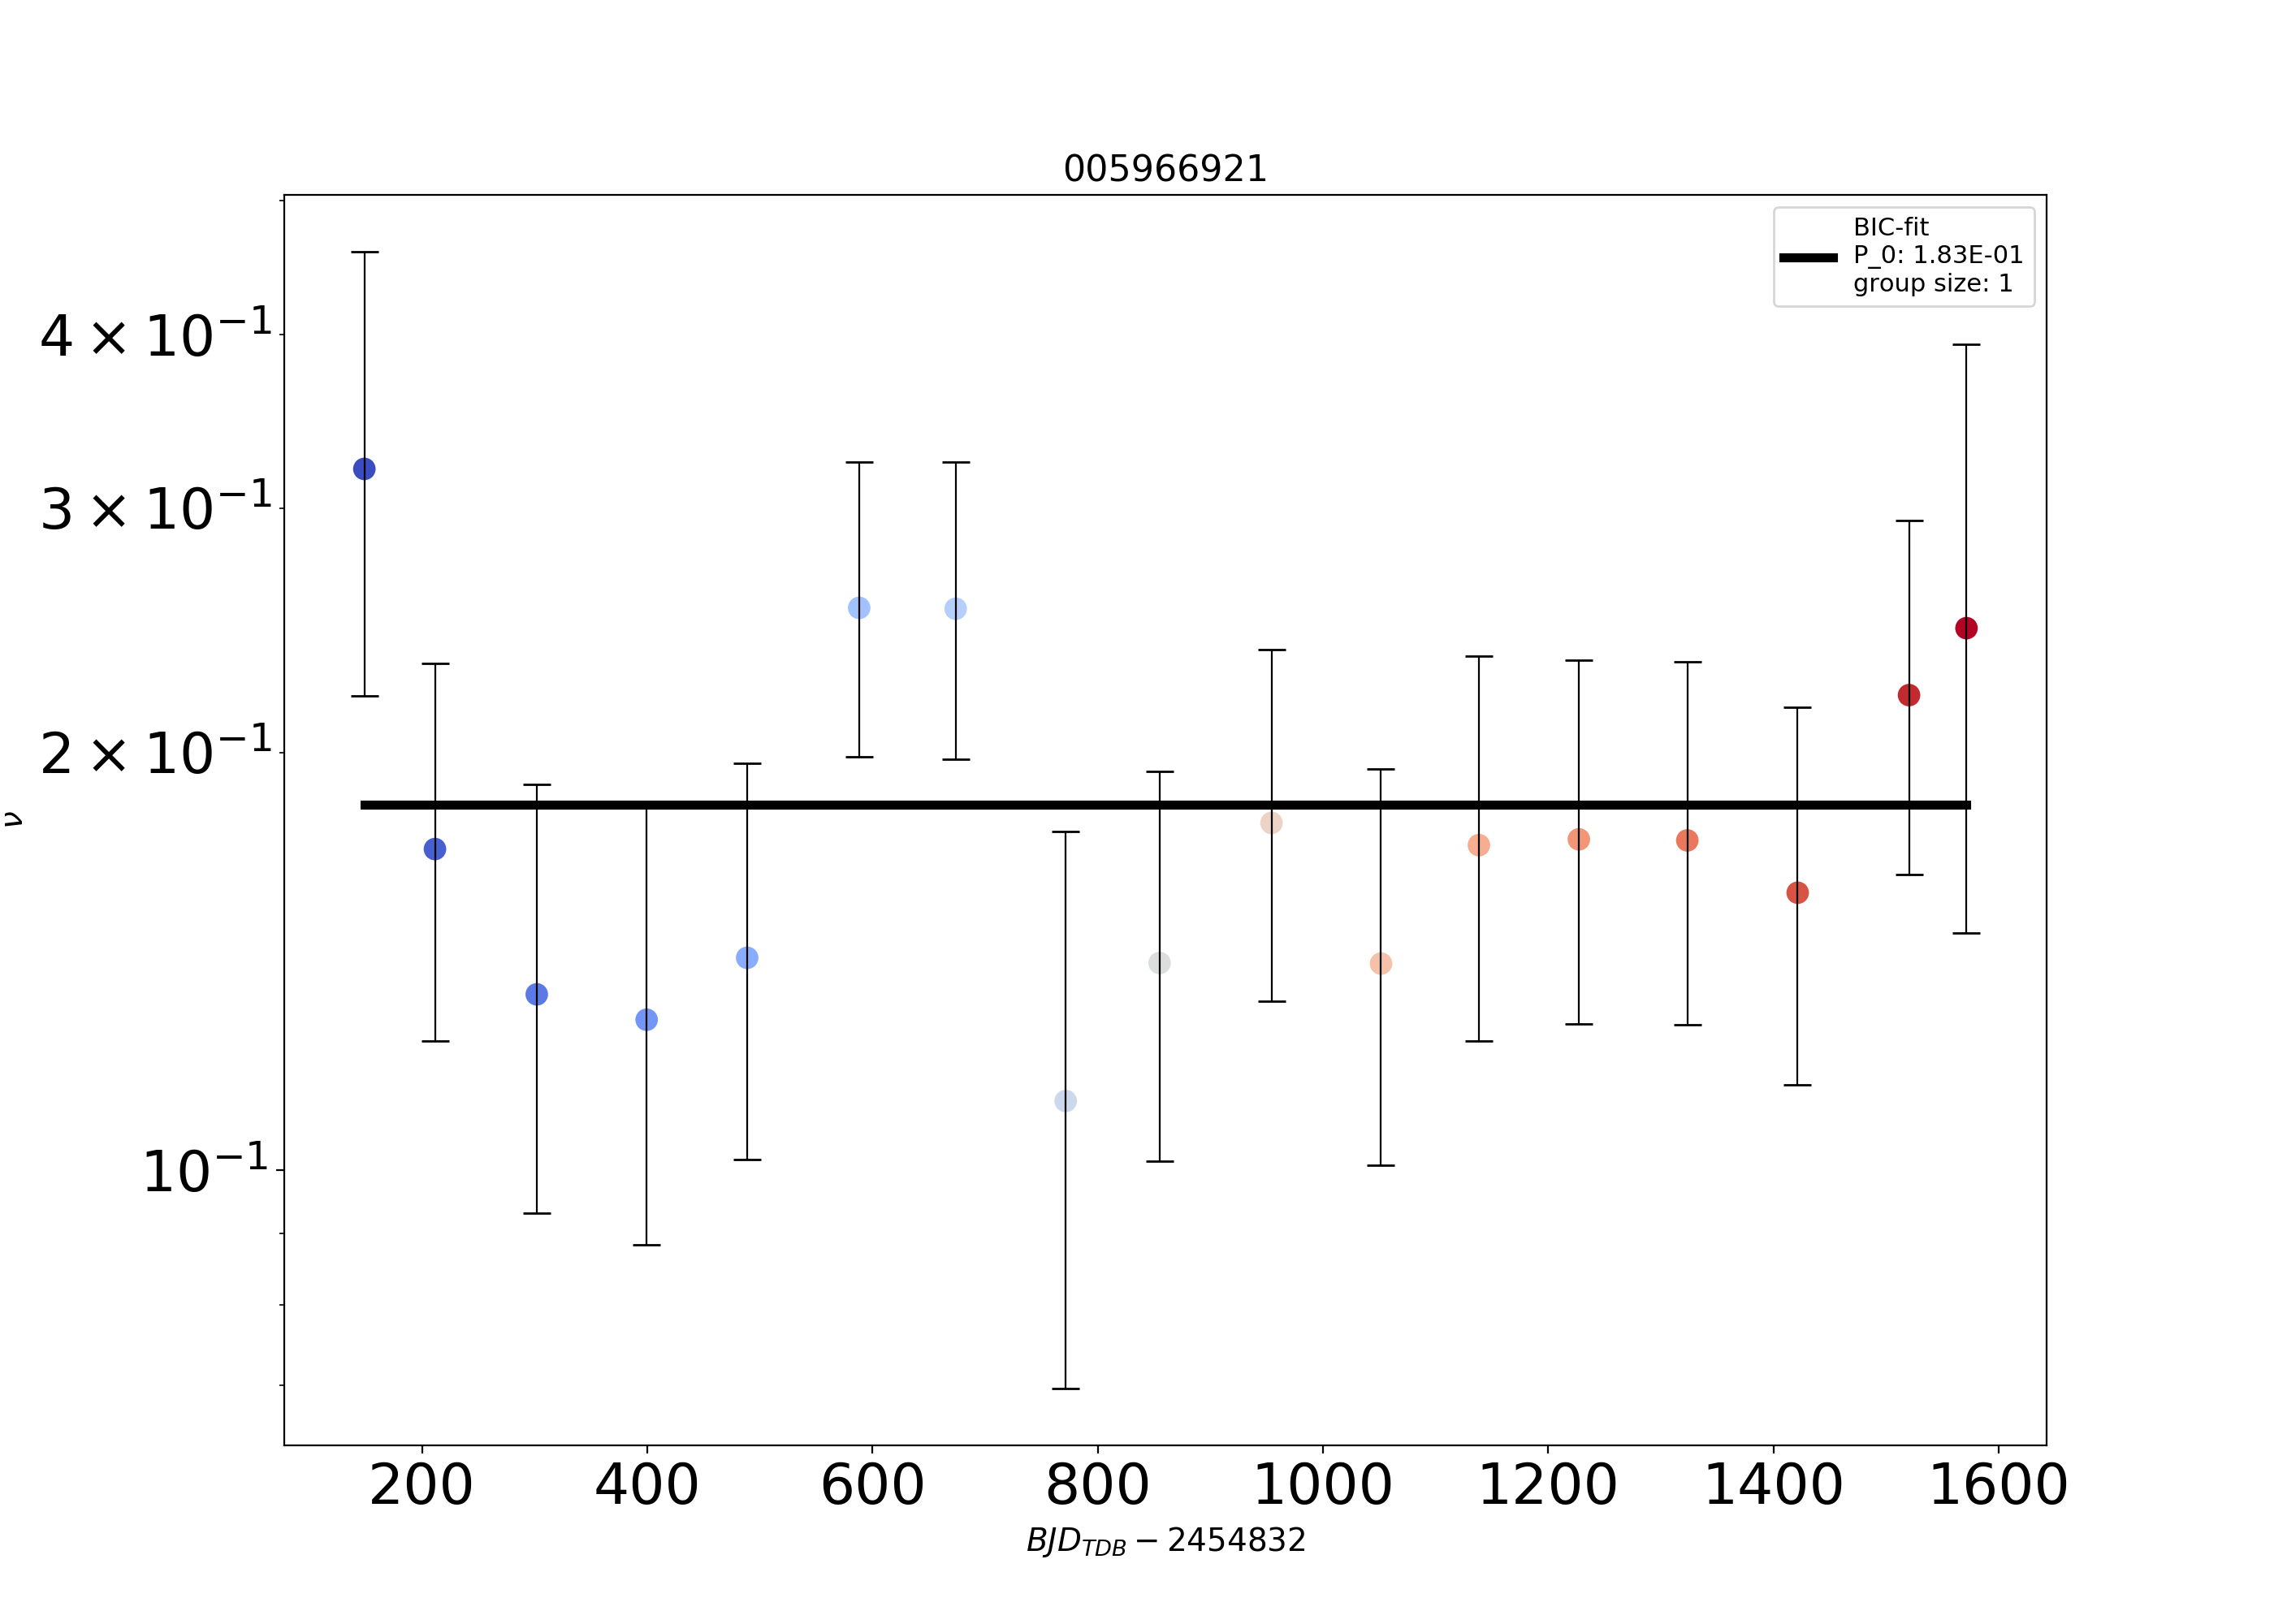 005966921
BIC-fit
P_0: 1.83E-01
group size: 1
4 × 10⁻¹
3 × 10⁻¹
2 × 10⁻¹
10⁻¹
ν
200 400 600 800 1000 1200 1400 1600
BJD_TDB − 2454832